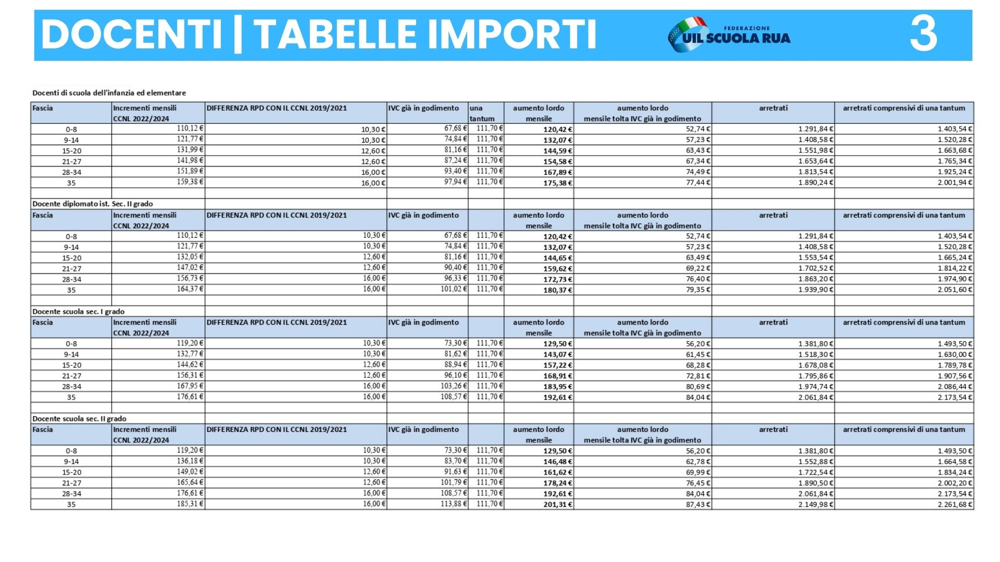 DOCENTI | TABELLE IMPORTI
FEDERAZIONE
UIL SCUOLA RUA
3
Docenti di scuola dell'infanzia ed elementare
Fascia Incrementi mensili CCNL 2022/2024 DIFFERENZA RPD CON IL CCNL 2019/2021 IVC già in godimento una tantum aumento lordo mensile aumento lordo mensile tolta IVC già in godimento arretrati arretrati comprensivi di una tantum
0-8 110,12 € 10,30 € 67,68 € 111,70 € 120,42 € 52,74 € 1.291,84 € 1.403,54 €
9-14 121,77 € 10,30 € 74,84 € 111,70 € 132,07 € 57,23 € 1.408,58 € 1.520,28 €
15-20 131,99 € 12,60 € 81,16 € 111,70 € 144,59 € 63,43 € 1.551,98 € 1.663,68 €
21-27 141,98 € 12,60 € 87,24 € 111,70 € 154,58 € 67,34 € 1.653,64 € 1.765,34 €
28-34 151,89 € 16,00 € 93,40 € 111,70 € 167,89 € 74,49 € 1.813,54 € 1.925,24 €
35 159,38 € 16,00 € 97,94 € 111,70 € 175,38 € 77,44 € 1.890,24 € 2.001,94 €
Docente diplomato ist. Sec. II grado
Fascia Incrementi mensili CCNL 2022/2024 DIFFERENZA RPD CON IL CCNL 2019/2021 IVC già in godimento aumento lordo mensile aumento lordo mensile tolta IVC già in godimento arretrati arretrati comprensivi di una tantum
0-8 110,12 € 10,30 € 67,68 € 111,70 € 120,42 € 52,74 € 1.291,84 € 1.403,54 €
9-14 121,77 € 10,30 € 74,84 € 111,70 € 132,07 € 57,23 € 1.408,58 € 1.520,28 €
15-20 132,05 € 12,60 € 81,16 € 111,70 € 144,65 € 63,49 € 1.553,54 € 1.665,24 €
21-27 147,02 € 12,60 € 90,40 € 111,70 € 159,62 € 69,22 € 1.702,52 € 1.814,22 €
28-34 156,73 € 16,00 € 96,33 € 111,70 € 172,73 € 76,40 € 1.863,20 € 1.974,90 €
35 164,37 € 16,00 € 101,02 € 111,70 € 180,37 € 79,35 € 1.939,90 € 2.051,60 €
Docente scuola sec. I grado
Fascia Incrementi mensili CCNL 2022/2024 DIFFERENZA RPD CON IL CCNL 2019/2021 IVC già in godimento aumento lordo mensile aumento lordo mensile tolta IVC già in godimento arretrati arretrati comprensivi di una tantum
0-8 119,20 € 10,30 € 73,30 € 111,70 € 129,50 € 56,20 € 1.381,80 € 1.493,50 €
9-14 132,77 € 10,30 € 81,62 € 111,70 € 143,07 € 61,45 € 1.518,30 € 1.630,00 €
15-20 144,62 € 12,60 € 88,94 € 111,70 € 157,22 € 68,28 € 1.678,08 € 1.789,78 €
21-27 156,31 € 12,60 € 96,10 € 111,70 € 168,91 € 72,81 € 1.795,86 € 1.907,56 €
28-34 167,95 € 16,00 € 103,26 € 111,70 € 183,95 € 80,69 € 1.974,74 € 2.086,44 €
35 176,61 € 16,00 € 108,57 € 111,70 € 192,61 € 84,04 € 2.061,84 € 2.173,54 €
Docente scuola sec. II grado
Fascia Incrementi mensili CCNL 2022/2024 DIFFERENZA RPD CON IL CCNL 2019/2021 IVC già in godimento aumento lordo mensile aumento lordo mensile tolta IVC già in godimento arretrati arretrati comprensivi di una tantum
0-8 119,20 € 10,30 € 73,30 € 111,70 € 129,50 € 56,20 € 1.381,80 € 1.493,50 €
9-14 136,18 € 10,30 € 83,70 € 111,70 € 146,48 € 62,78 € 1.552,88 € 1.664,58 €
15-20 149,02 € 12,60 € 91,63 € 111,70 € 161,62 € 69,99 € 1.722,54 € 1.834,24 €
21-27 165,64 € 12,60 € 101,79 € 111,70 € 178,24 € 76,45 € 1.890,50 € 2.002,20 €
28-34 176,61 € 16,00 € 108,57 € 111,70 € 192,61 € 84,04 € 2.061,84 € 2.173,54 €
35 185,31 € 16,00 € 113,88 € 111,70 € 201,31 € 87,43 € 2.149,98 € 2.261,68 €